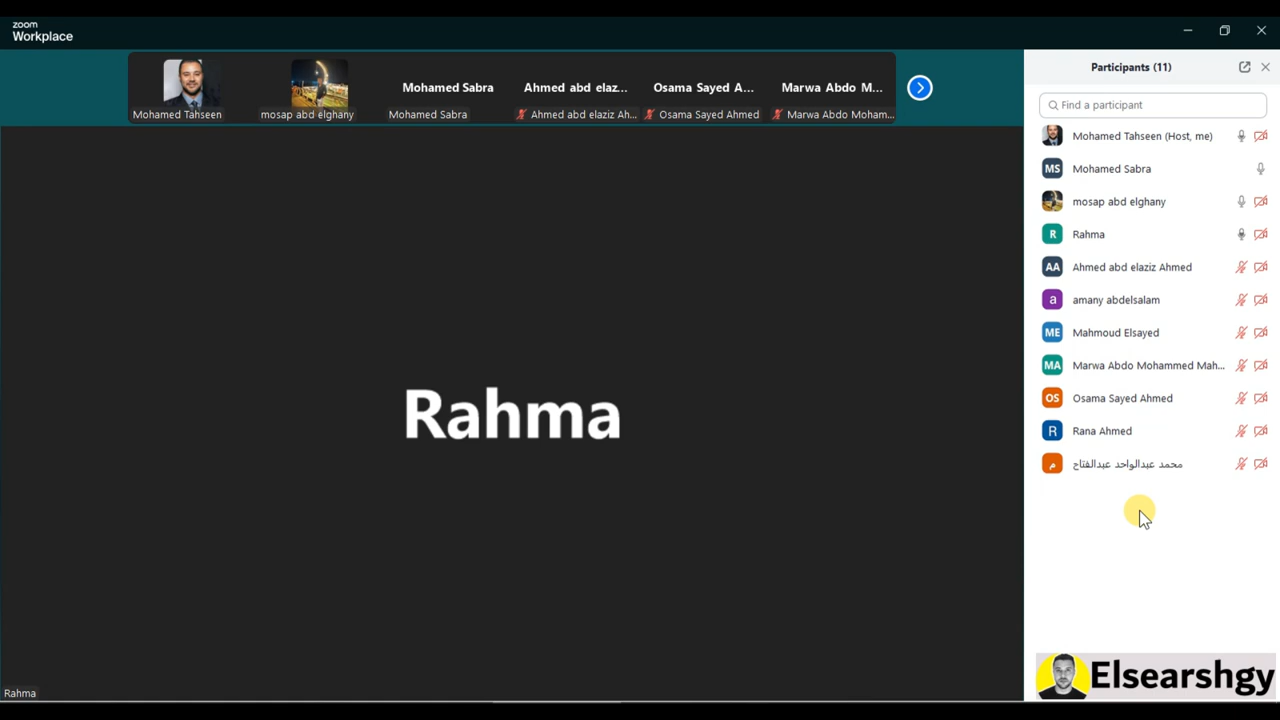 zoom
Workplace
Participants (11)
Mohamed Sabra
Ahmed abd elaz...
Osama Sayed A...
Marwa Abdo M...
Mohamed Tahseen
mosap abd elghany
Mohamed Sabra
Ahmed abd elaziz Ah...
Osama Sayed Ahmed
Marwa Abdo Moham...
Find a participant
Mohamed Tahseen (Host, me)
MS Mohamed Sabra
mosap abd elghany
R Rahma
AA Ahmed abd elaziz Ahmed
a amany abdelsalam
ME Mahmoud Elsayed
MA Marwa Abdo Mohammed Mah...
OS Osama Sayed Ahmed
R Rana Ahmed
م محمد عبدالواحد عبدالفتاح
Rahma
Rahma
Elsearshgy